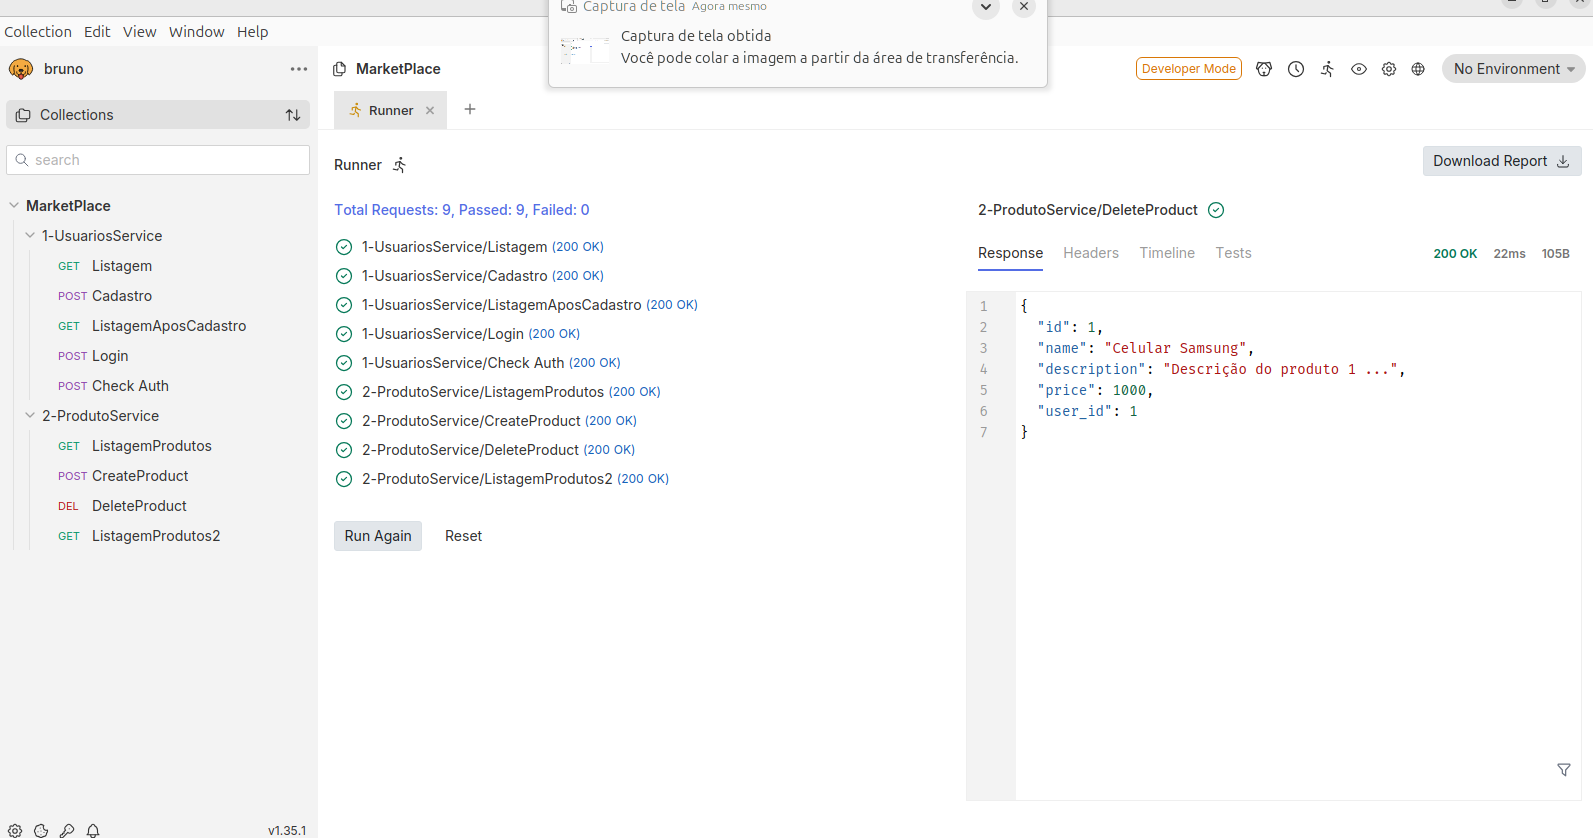 Captura de tela Agora mesmo
Captura de tela obtida
Você pode colar a imagem a partir da área de transferência.
Collection Edit View Window Help
bruno
MarketPlace
Developer Mode
No Environment
Collections
Runner
search
Runner
Download Report
MarketPlace
1-UsuariosService
GET Listagem
POST Cadastro
GET ListagemAposCadastro
POST Login
POST Check Auth
2-ProdutoService
GET ListagemProdutos
POST CreateProduct
DEL DeleteProduct
GET ListagemProdutos2
Total Requests: 9, Passed: 9, Failed: 0
1-UsuariosService/Listagem (200 OK)
1-UsuariosService/Cadastro (200 OK)
1-UsuariosService/ListagemAposCadastro (200 OK)
1-UsuariosService/Login (200 OK)
1-UsuariosService/Check Auth (200 OK)
2-ProdutoService/ListagemProdutos (200 OK)
2-ProdutoService/CreateProduct (200 OK)
2-ProdutoService/DeleteProduct (200 OK)
2-ProdutoService/ListagemProdutos2 (200 OK)
Run Again Reset
2-ProdutoService/DeleteProduct
Response Headers Timeline Tests 200 OK 22ms 105B
1 {
2 "id": 1,
3 "name": "Celular Samsung",
4 "description": "Descrição do produto 1 ...",
5 "price": 1000,
6 "user_id": 1
7 }
v1.35.1